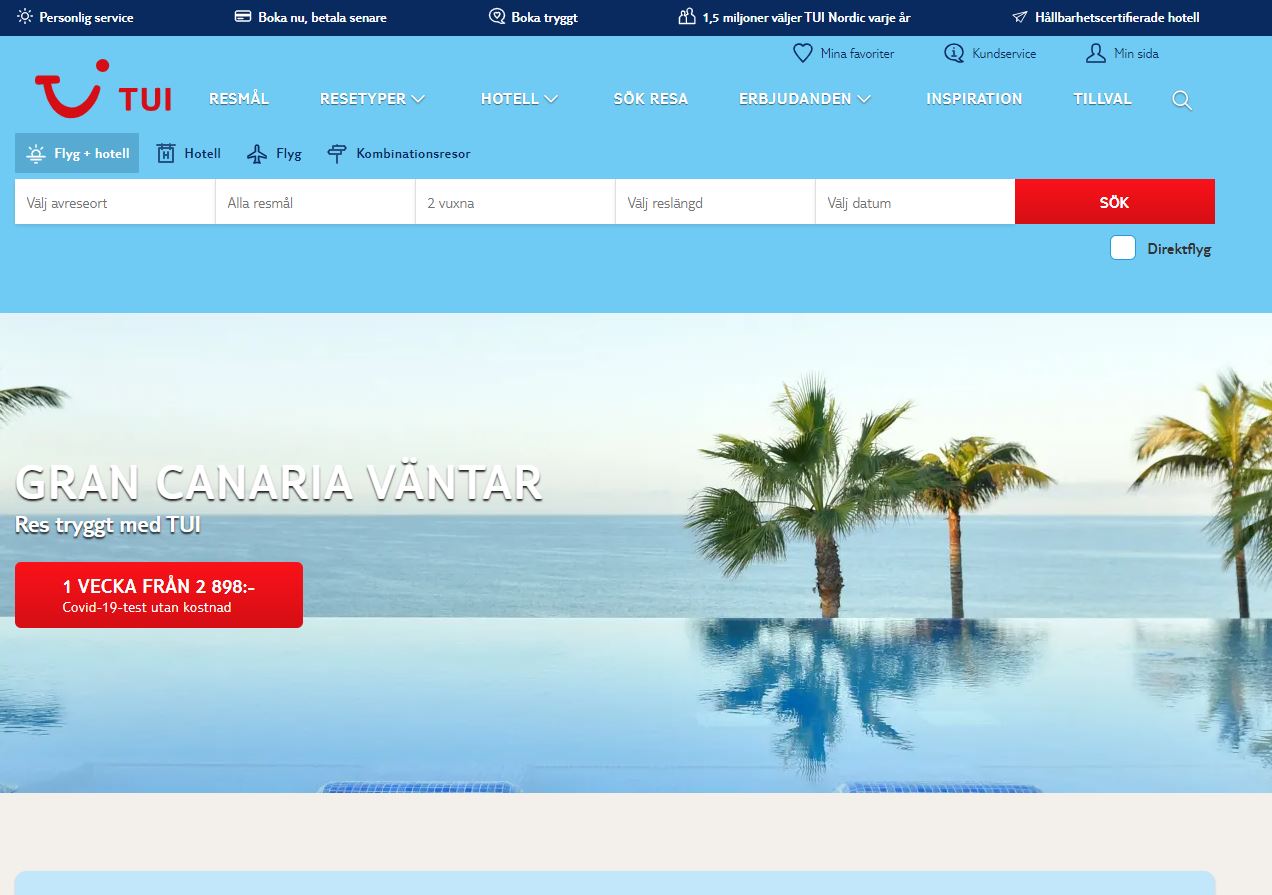 Personlig service
Boka nu, betala senare
Boka tryggt
1,5 miljoner väljer TUI Nordic varje år
Hållbarhetscertifierade hotell
Mina favoriter
Kundservice
Min sida
TUI
RESMÅL
RESETYPER
HOTELL
SÖK RESA
ERBJUDANDEN
INSPIRATION
TILLVAL
Flyg + hotell
Hotell
Flyg
Kombinationsresor
Välj avreseort
Alla resmål
2 vuxna
Välj reslängd
Välj datum
SÖK
Direktflyg
GRAN CANARIA VÄNTAR
Res tryggt med TUI
1 VECKA FRÅN 2 898:-
Covid-19-test utan kostnad